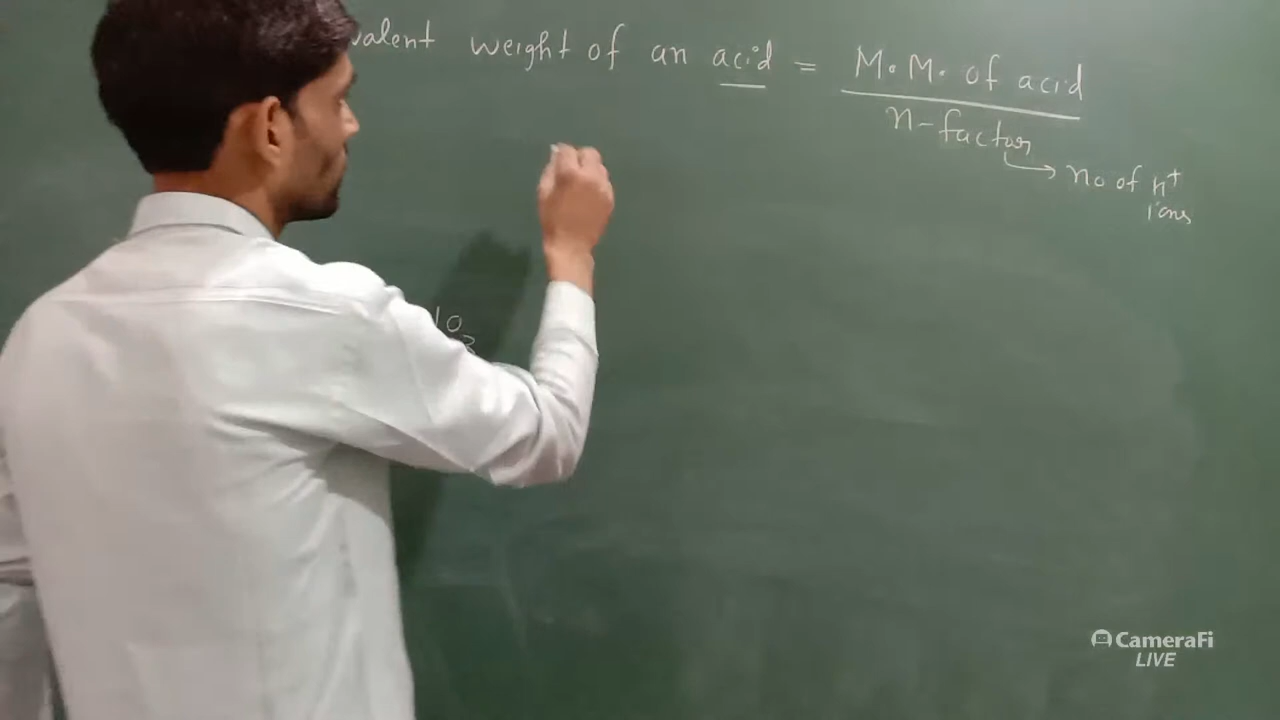 valent weight of an acid = M.M. of acid
n-factor
no of H+
ions
CameraFi
LIVE